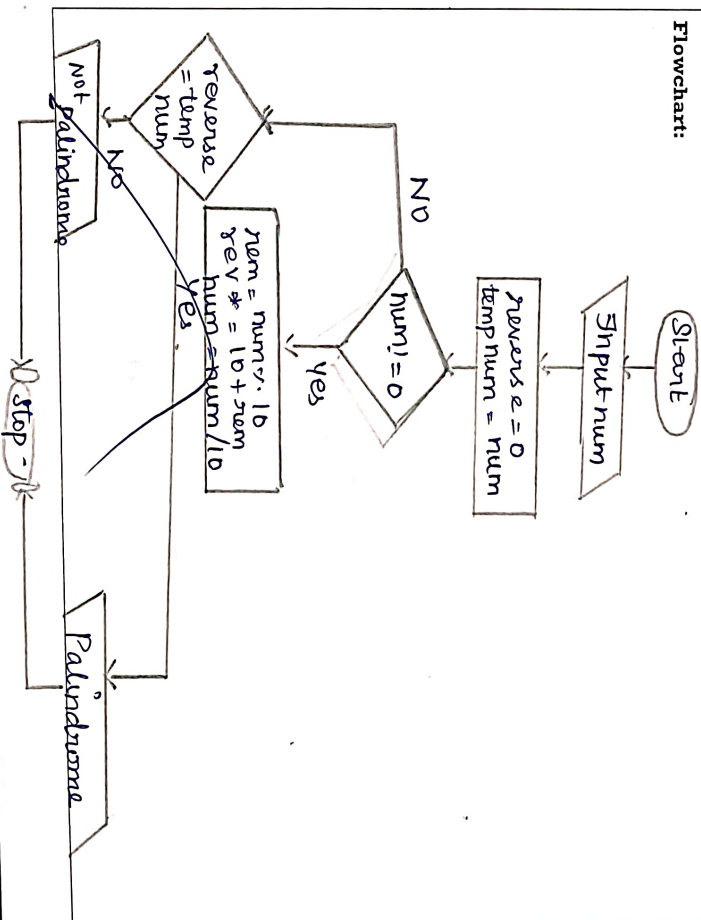 Flowchart:
Start
Input num
reverse = 0
temp num = num
num! = 0
NO
Yes
rem = num % 10
rev * = 10 + rem
num = num / 10
reverse
= temp
num
Yes
NO
Not
palindrome
Palindrome
Stop